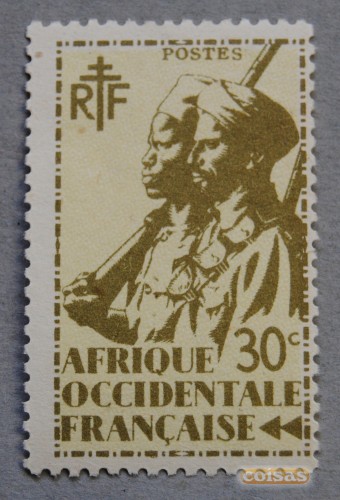 POSTES
RF
30c
AFRIQUE
OCCIDENTALE
FRANÇAISE
coisas